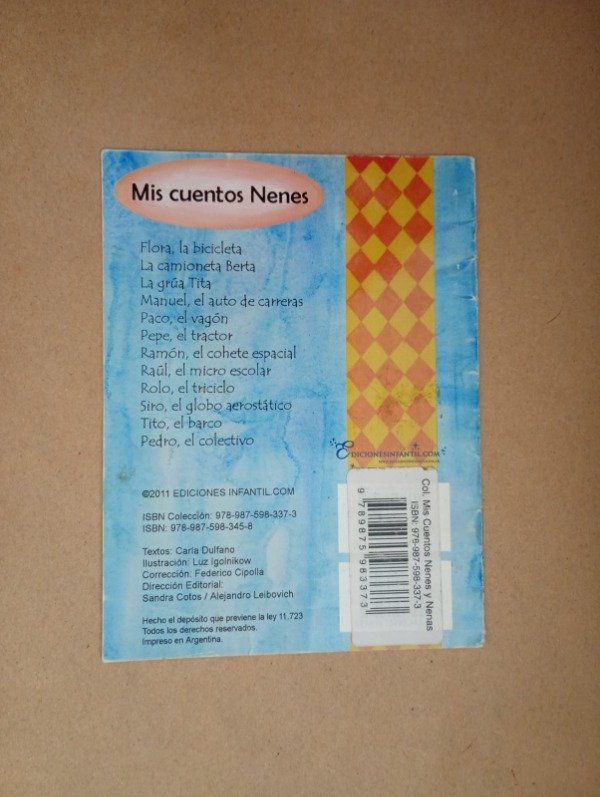 Mis cuentos Nenes
Flora, la bicicleta
La camioneta Berta
La grúa Tita
Manuel, el auto de carreras
Paco, el vagón
Pepe, el tractor
Ramón, el cohete espacial
Raúl, el micro escolar
Rolo, el triciclo
Siro, el globo aerostático
Tito, el barco
Pedro, el colectivo
EDICIONESINFANTIL.COM
©2011 EDICIONES INFANTIL.COM
ISBN Colección: 978-987-598-337-3
ISBN: 978-987-598-345-8
Textos: Carla Dulfano
Ilustración: Luz Igolnikow
Corrección: Federico Cipolla
Dirección Editorial:
Sandra Cotos / Alejandro Leibovich
Hecho el depósito que previene la ley 11.723
Todos los derechos reservados.
Impreso en Argentina.
Col. Mis Cuentos Nenes y Nenas
ISBN: 978-987-598-337-3
9 789875 983373